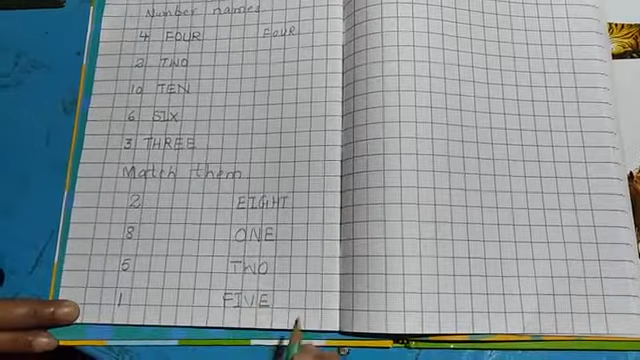 Number names
4 FOUR FOUR
2 TWO
10 TEN
6 SIX
3 THREE
Match them
2 EIGHT
8 ONE
5 TWO
1 FIVE